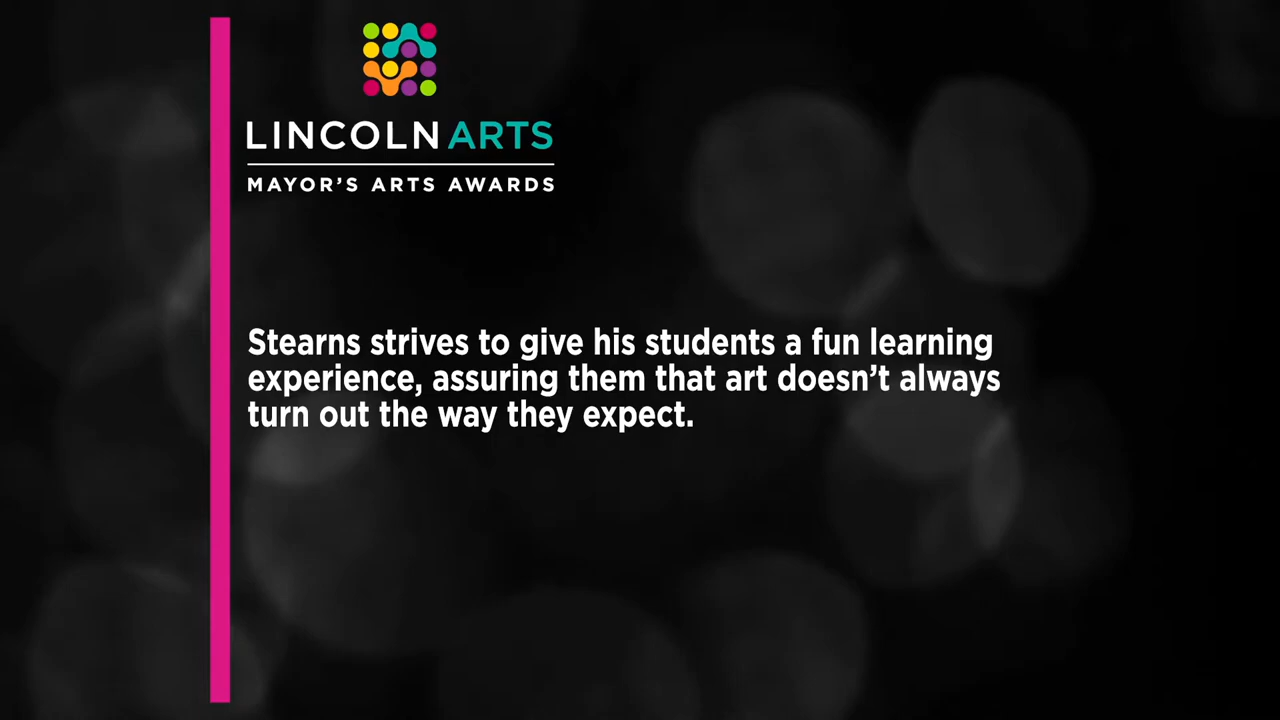 LINCOLN ARTS
MAYOR’S ARTS AWARDS
Stearns strives to give his students a fun learning
experience, assuring them that art doesn’t always
turn out the way they expect.